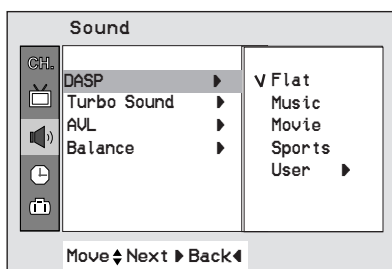 Sound
CH.
DASP
Turbo Sound
AVL
Balance
√ Flat
Music
Movie
Sports
User
Move Next Back